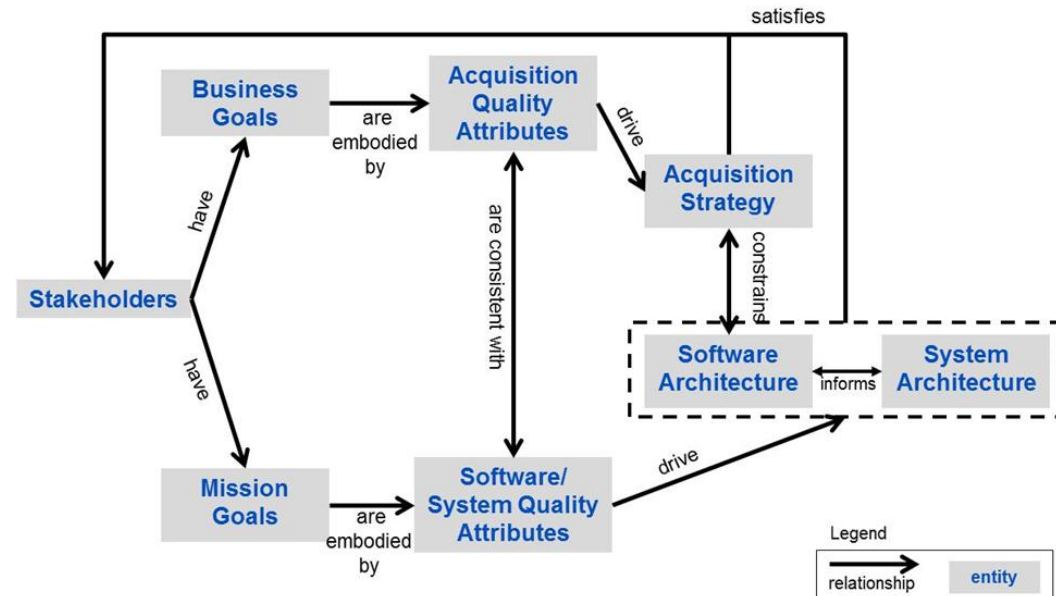 satisfies
Business
Goals
are
embodied
by
Acquisition
Quality
Attributes
drive
Acquisition
Strategy
have
Stakeholders
have
are consistent with
constrains
Software
Architecture
informs
System
Architecture
Mission
Goals
are
embodied
by
Software/
System Quality
Attributes
drive
Legend
relationship
entity